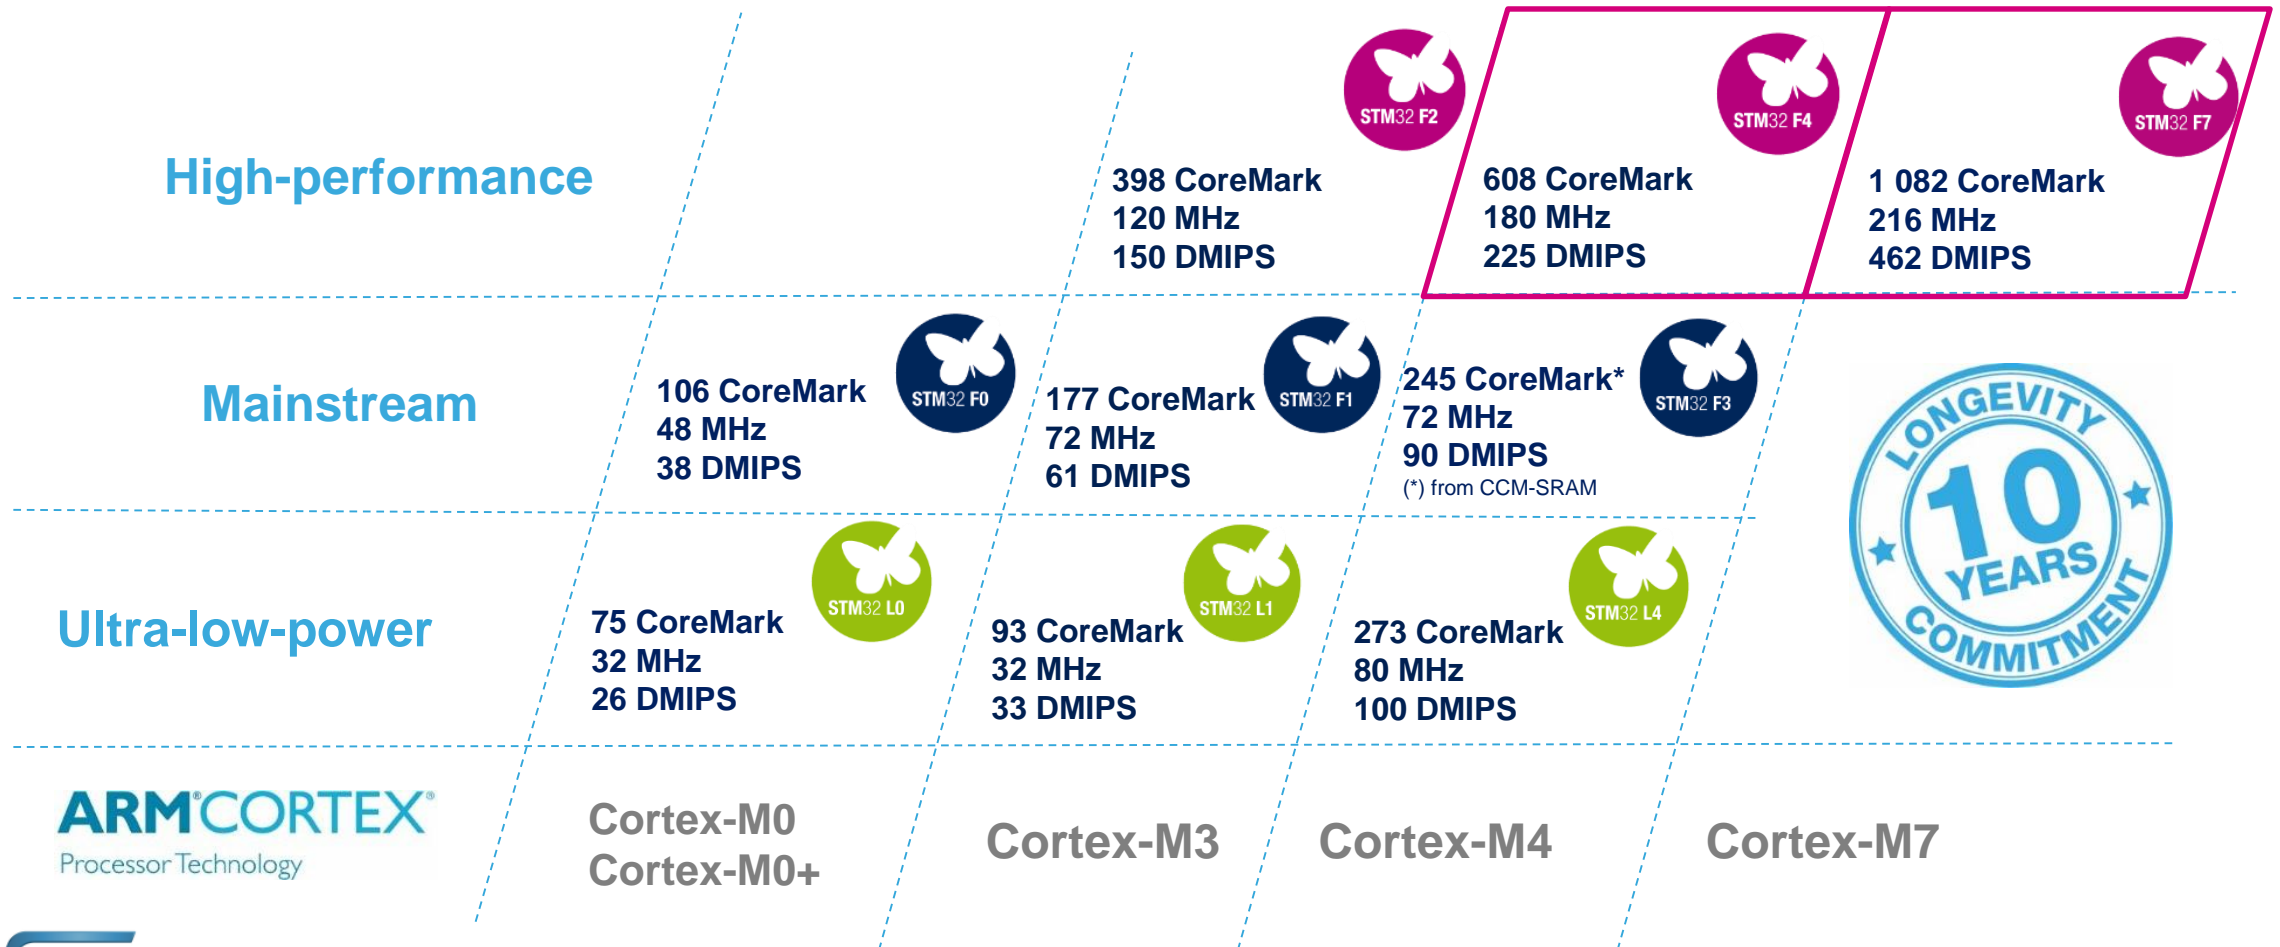 STM32 F2
STM32 F4
STM32 F7
High-performance
398 CoreMark
120 MHz
150 DMIPS
608 CoreMark
180 MHz
225 DMIPS
1 082 CoreMark
216 MHz
462 DMIPS
Mainstream
106 CoreMark
48 MHz
38 DMIPS
STM32 F0
177 CoreMark
72 MHz
61 DMIPS
STM32 F1
245 CoreMark*
72 MHz
90 DMIPS
(*) from CCM-SRAM
STM32 F3
LONGEVITY
10
YEARS
COMMITMENT
Ultra-low-power
75 CoreMark
32 MHz
26 DMIPS
STM32 L0
93 CoreMark
32 MHz
33 DMIPS
STM32 L1
273 CoreMark
80 MHz
100 DMIPS
STM32 L4
ARM®CORTEX®
Processor Technology
Cortex-M0
Cortex-M0+
Cortex-M3
Cortex-M4
Cortex-M7